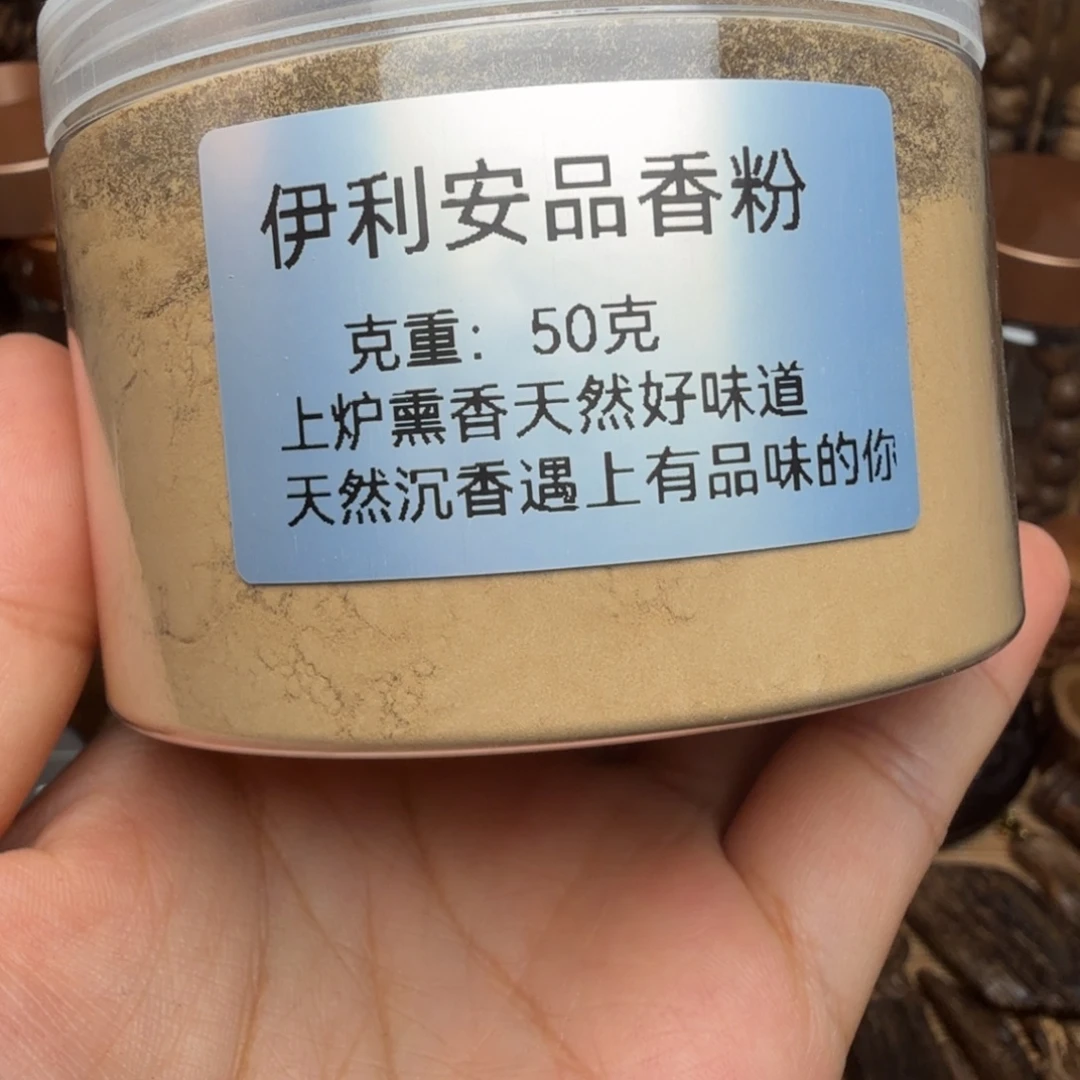 伊利安品香粉
克重：50克
上炉熏香天然好味道
天然沉香遇上有品味的你